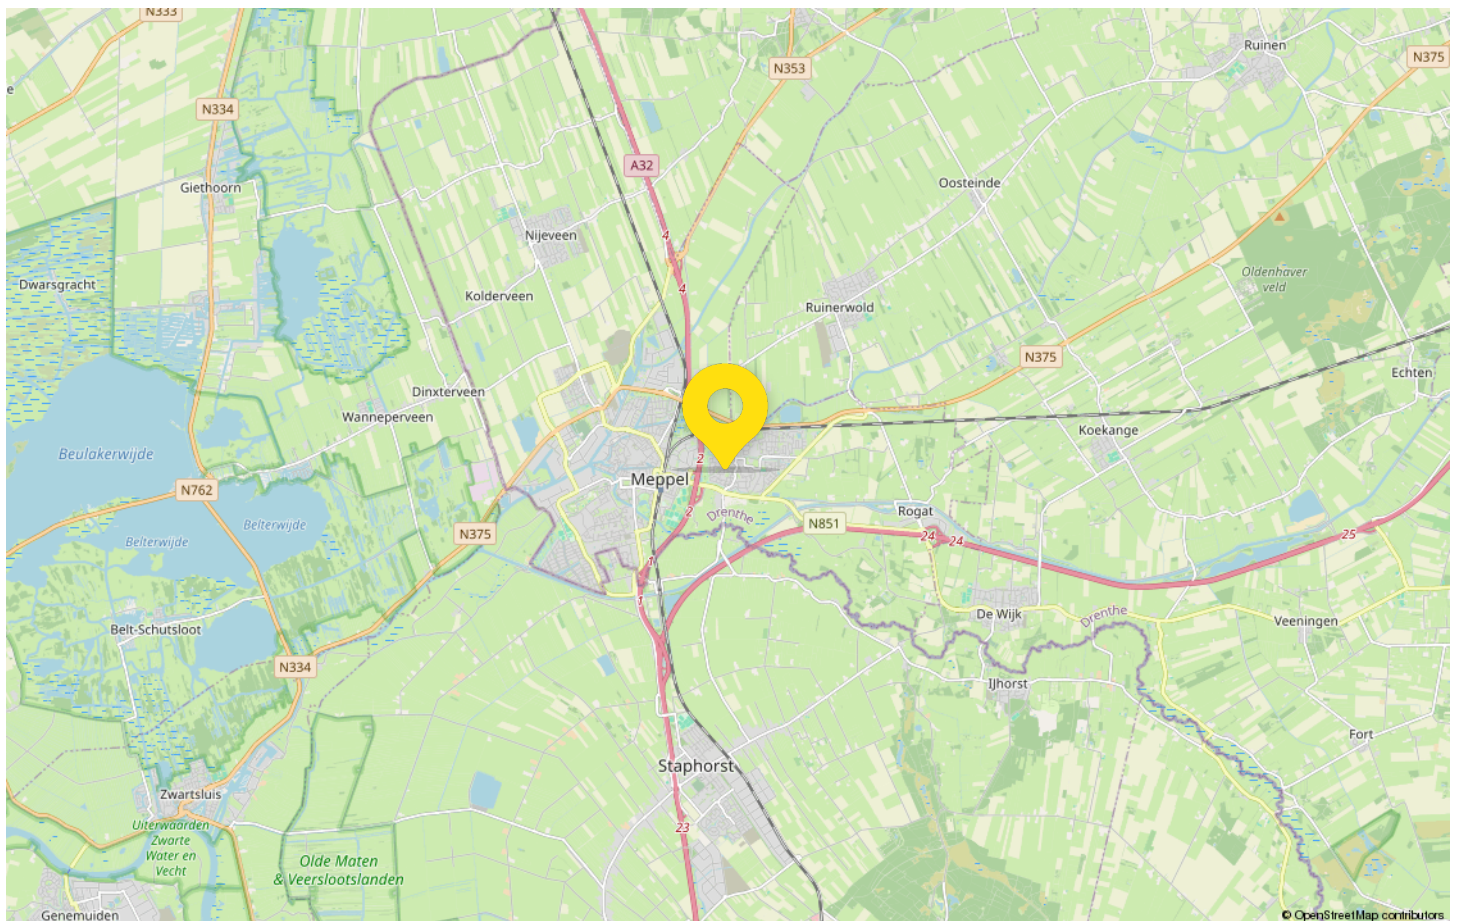 N333
Ruinen
N375
N353
N334
A32
Giethoorn
Oosteinde
4
Nijeveen
Oldenhaver
veld
Dwarsgracht
4
Kolderveen
Ruinerwold
N375
Echten
Dinxterveen
Wanneperveen
Koekange
Beulakerwijde
2
Meppel
N762
2
Rogat
Drenthe
N851
Belterwijde
N375
24
24
25
Belterwijde
1
1
De Wijk
Drenthe
Veeningen
Belt-Schutsloot
N334
IJhorst
Fort
Staphorst
Zwartsluis
23
Uiterwaarden
Zwarte
Water en
Vecht
Olde Maten
& Veerslootslanden
Genemuiden
© OpenStreetMap contributors